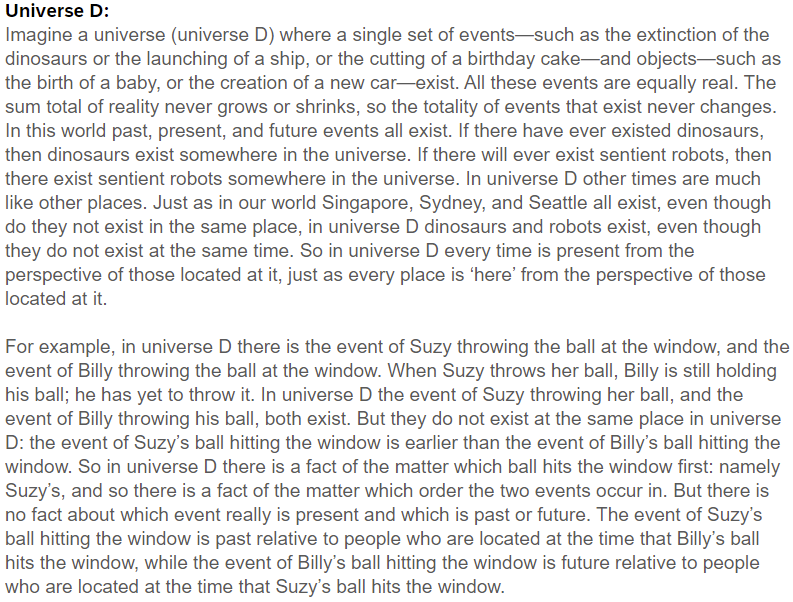 Universe D:
Imagine a universe (universe D) where a single set of events—such as the extinction of the
dinosaurs or the launching of a ship, or the cutting of a birthday cake—and objects—such as
the birth of a baby, or the creation of a new car—exist. All these events are equally real. The
sum total of reality never grows or shrinks, so the totality of events that exist never changes.
In this world past, present, and future events all exist. If there have ever existed dinosaurs,
then dinosaurs exist somewhere in the universe. If there will ever exist sentient robots, then
there exist sentient robots somewhere in the universe. In universe D other times are much
like other places. Just as in our world Singapore, Sydney, and Seattle all exist, even though
do they not exist in the same place, in universe D dinosaurs and robots exist, even though
they do not exist at the same time. So in universe D every time is present from the
perspective of those located at it, just as every place is ‘here’ from the perspective of those
located at it.

For example, in universe D there is the event of Suzy throwing the ball at the window, and the
event of Billy throwing the ball at the window. When Suzy throws her ball, Billy is still holding
his ball; he has yet to throw it. In universe D the event of Suzy throwing her ball, and the
event of Billy throwing his ball, both exist. But they do not exist at the same place in universe
D: the event of Suzy’s ball hitting the window is earlier than the event of Billy’s ball hitting the
window. So in universe D there is a fact of the matter which ball hits the window first: namely
Suzy’s, and so there is a fact of the matter which order the two events occur in. But there is
no fact about which event really is present and which is past or future. The event of Suzy’s
ball hitting the window is past relative to people who are located at the time that Billy’s ball
hits the window, while the event of Billy’s ball hitting the window is future relative to people
who are located at the time that Suzy’s ball hits the window.